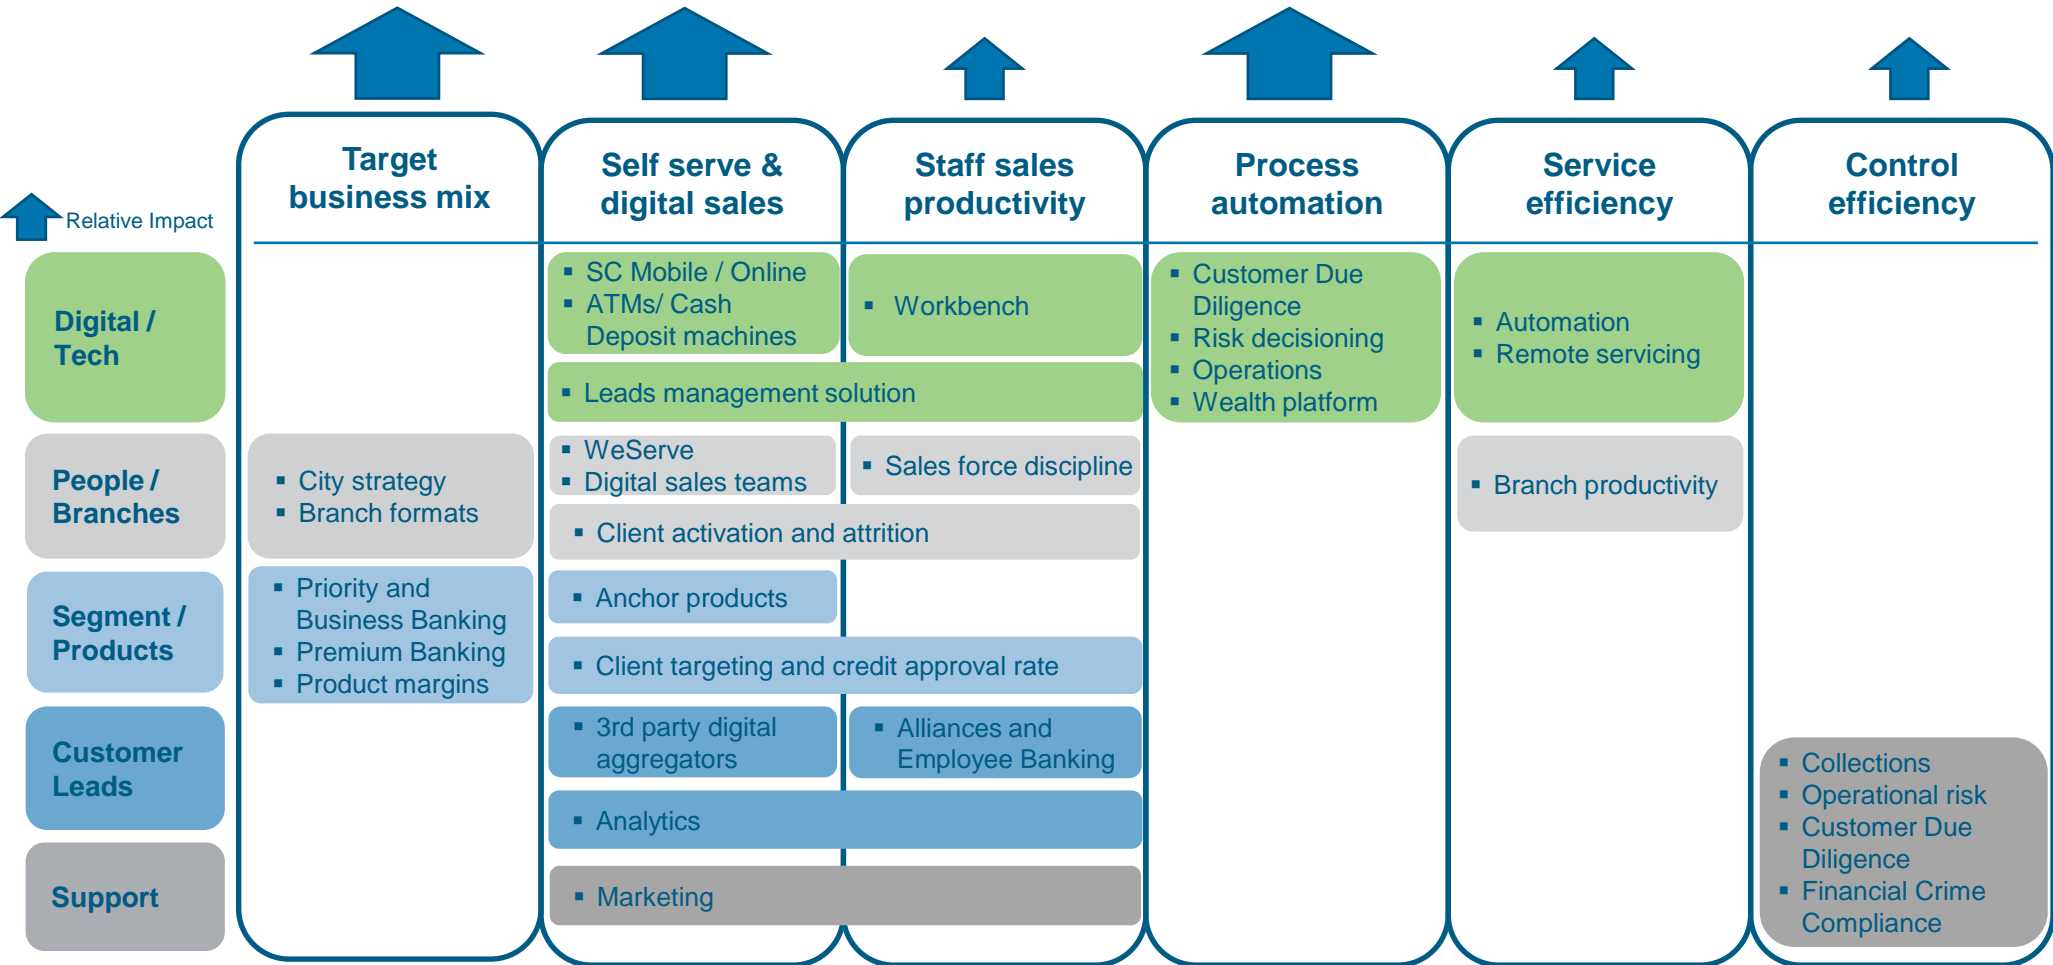 Target
business mix
Self serve &
digital sales
Staff sales
productivity
Process
automation
Service
efficiency
Control
efficiency
Relative Impact
Digital /
Tech
▪ SC Mobile / Online
▪ ATMs/ Cash
Deposit machines
▪ Workbench
▪ Leads management solution
▪ Customer Due
Diligence
▪ Risk decisioning
▪ Operations
▪ Wealth platform
▪ Automation
▪ Remote servicing
People /
Branches
▪ City strategy
▪ Branch formats
▪ WeServe
▪ Digital sales teams
▪ Sales force discipline
▪ Client activation and attrition
▪ Branch productivity
Segment /
Products
▪ Priority and
Business Banking
▪ Premium Banking
▪ Product margins
▪ Anchor products
▪ Client targeting and credit approval rate
Customer
Leads
▪ 3rd party digital
aggregators
▪ Alliances and
Employee Banking
▪ Analytics
Support
▪ Marketing
▪ Collections
▪ Operational risk
▪ Customer Due
Diligence
▪ Financial Crime
Compliance